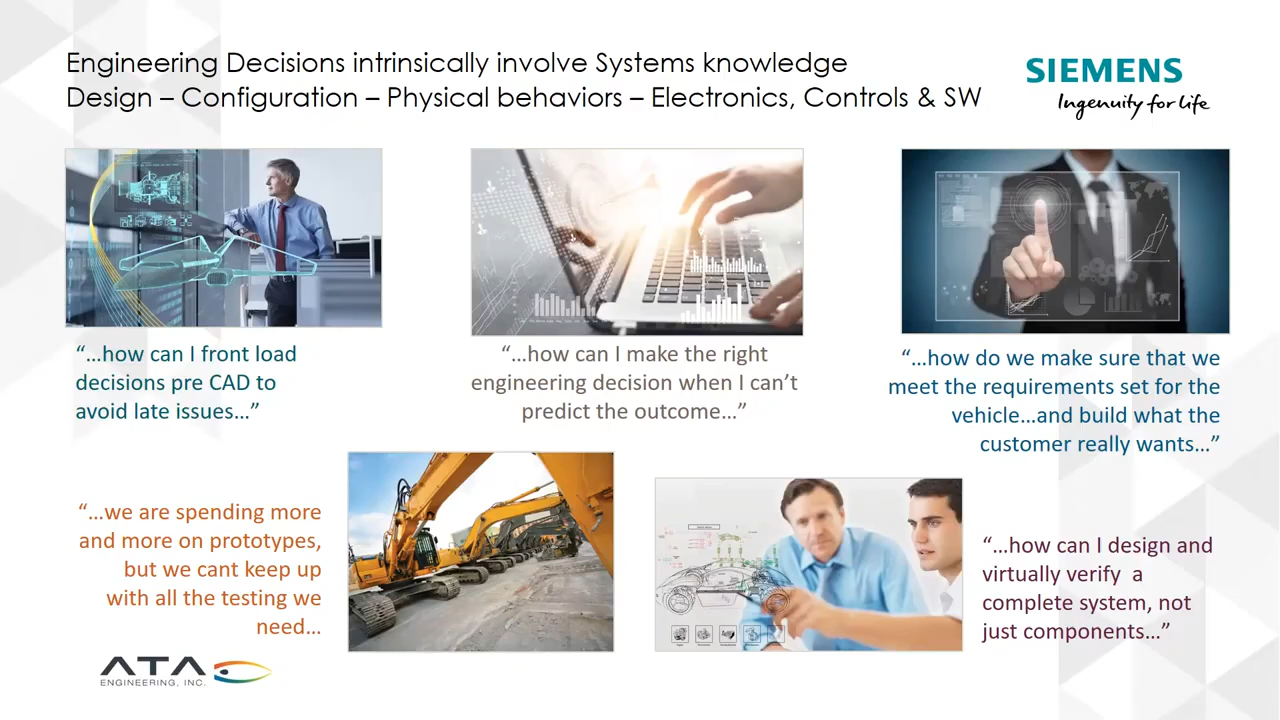 Engineering Decisions intrinsically involve Systems knowledge
Design – Configuration – Physical behaviors – Electronics, Controls & SW
SIEMENS
Ingenuity for life
“…how can I front load
decisions pre CAD to
avoid late issues…”
“…how can I make the right
engineering decision when I can’t
predict the outcome…”
“…how do we make sure that we
meet the requirements set for the
vehicle…and build what the
customer really wants…”
“…we are spending more
and more on prototypes,
but we cant keep up
with all the testing we
need…
“…how can I design and
virtually verify a
complete system, not
just components…”
ATA
ENGINEERING, INC.